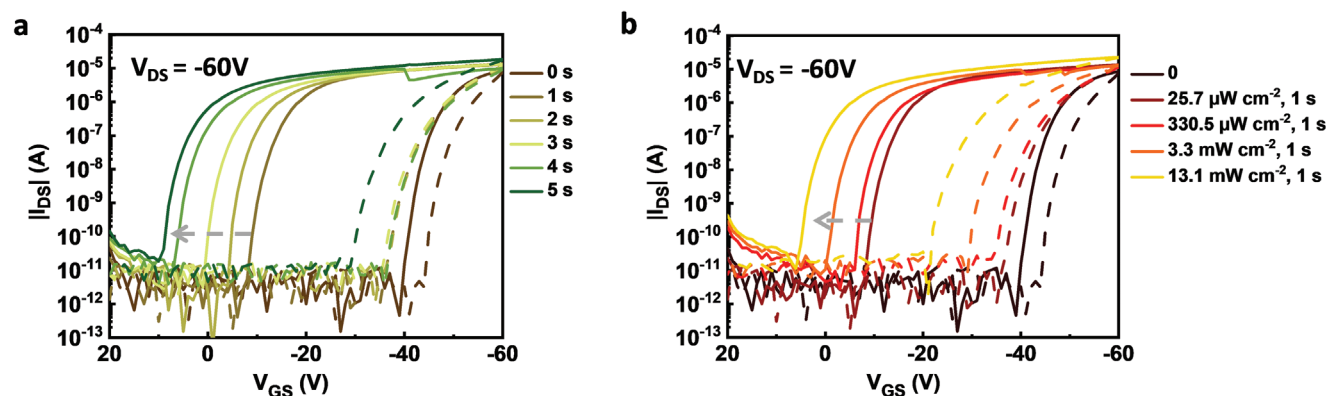 a
V_DS = -60V
10^-4
10^-5
10^-6
10^-7
10^-8
10^-9
10^-10
10^-11
10^-12
10^-13
|I_DS| (A)
20 0 -20 -40 -60
V_GS (V)
0 s
1 s
2 s
3 s
4 s
5 s
b
V_DS = -60V
10^-4
10^-5
10^-6
10^-7
10^-8
10^-9
10^-10
10^-11
10^-12
10^-13
|I_DS| (A)
20 0 -20 -40 -60
V_GS (V)
0
25.7 μW cm^-2, 1 s
330.5 μW cm^-2, 1 s
3.3 mW cm^-2, 1 s
13.1 mW cm^-2, 1 s